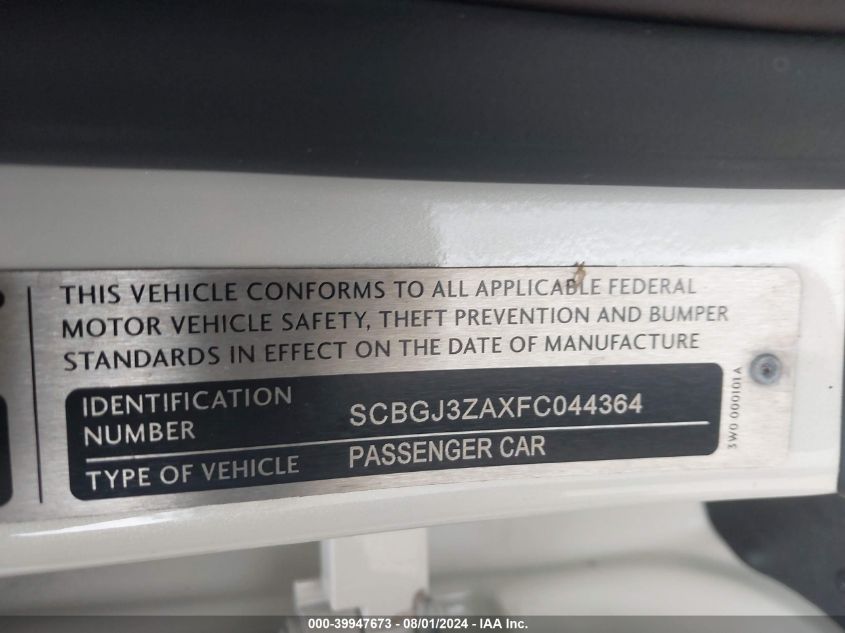 THIS VEHICLE CONFORMS TO ALL APPLICABLE FEDERAL
MOTOR VEHICLE SAFETY, THEFT PREVENTION AND BUMPER
STANDARDS IN EFFECT ON THE DATE OF MANUFACTURE
IDENTIFICATION
NUMBER
SCBGJ3ZAXFC044364
TYPE OF VEHICLE
PASSENGER CAR
3W0 000101A
000-39947673 - 08/01/2024 - IAA Inc.